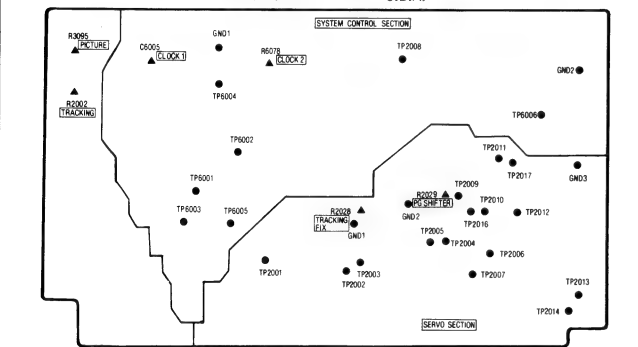 SYSTEM CONTROL SECTION
R3095
PICTURE
C6005
CLOCK 1
GND1
R6078
CLOCK 2
TP2008
GND2
R2002
TRACKING
TP6004
TP6006
TP6002
TP2011
TP2017
GND3
TP6001
TP6003
TP6005
R2028
TRACKING
FIX
GND1
R2029
PG SHIFTER
GND2
TP2009
TP2010
TP2016
TP2012
TP2005
TP2004
TP2006
TP2001
TP2002
TP2003
TP2007
TP2013
TP2014
SERVO SECTION